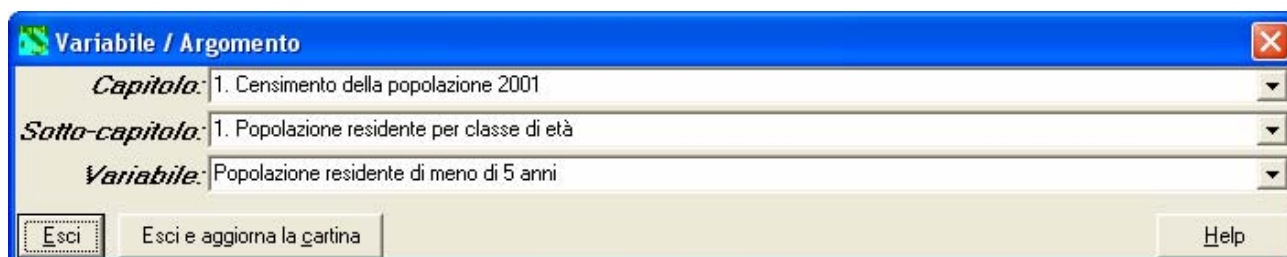 Variabile / Argomento
Capitolo: 1. Censimento della popolazione 2001
Sotto-capitolo: 1. Popolazione residente per classe di età
Variabile: Popolazione residente di meno di 5 anni
Esci Esci e aggiorna la cartina Help